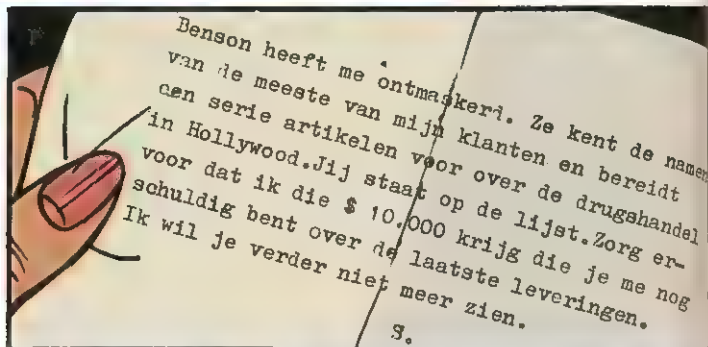 Benson heeft me ontmaskerd. Ze kent de namen
van de meeste van mijn klanten en bereidt
een serie artikelen voor over de drugshandel
in Hollywood.Jij staat op de lijst.Zorg er-
voor dat ik die $ 10.000 krijg die je me nog
schuldig bent over de laatste leveringen.
Ik wil je verder niet meer zien.
S.